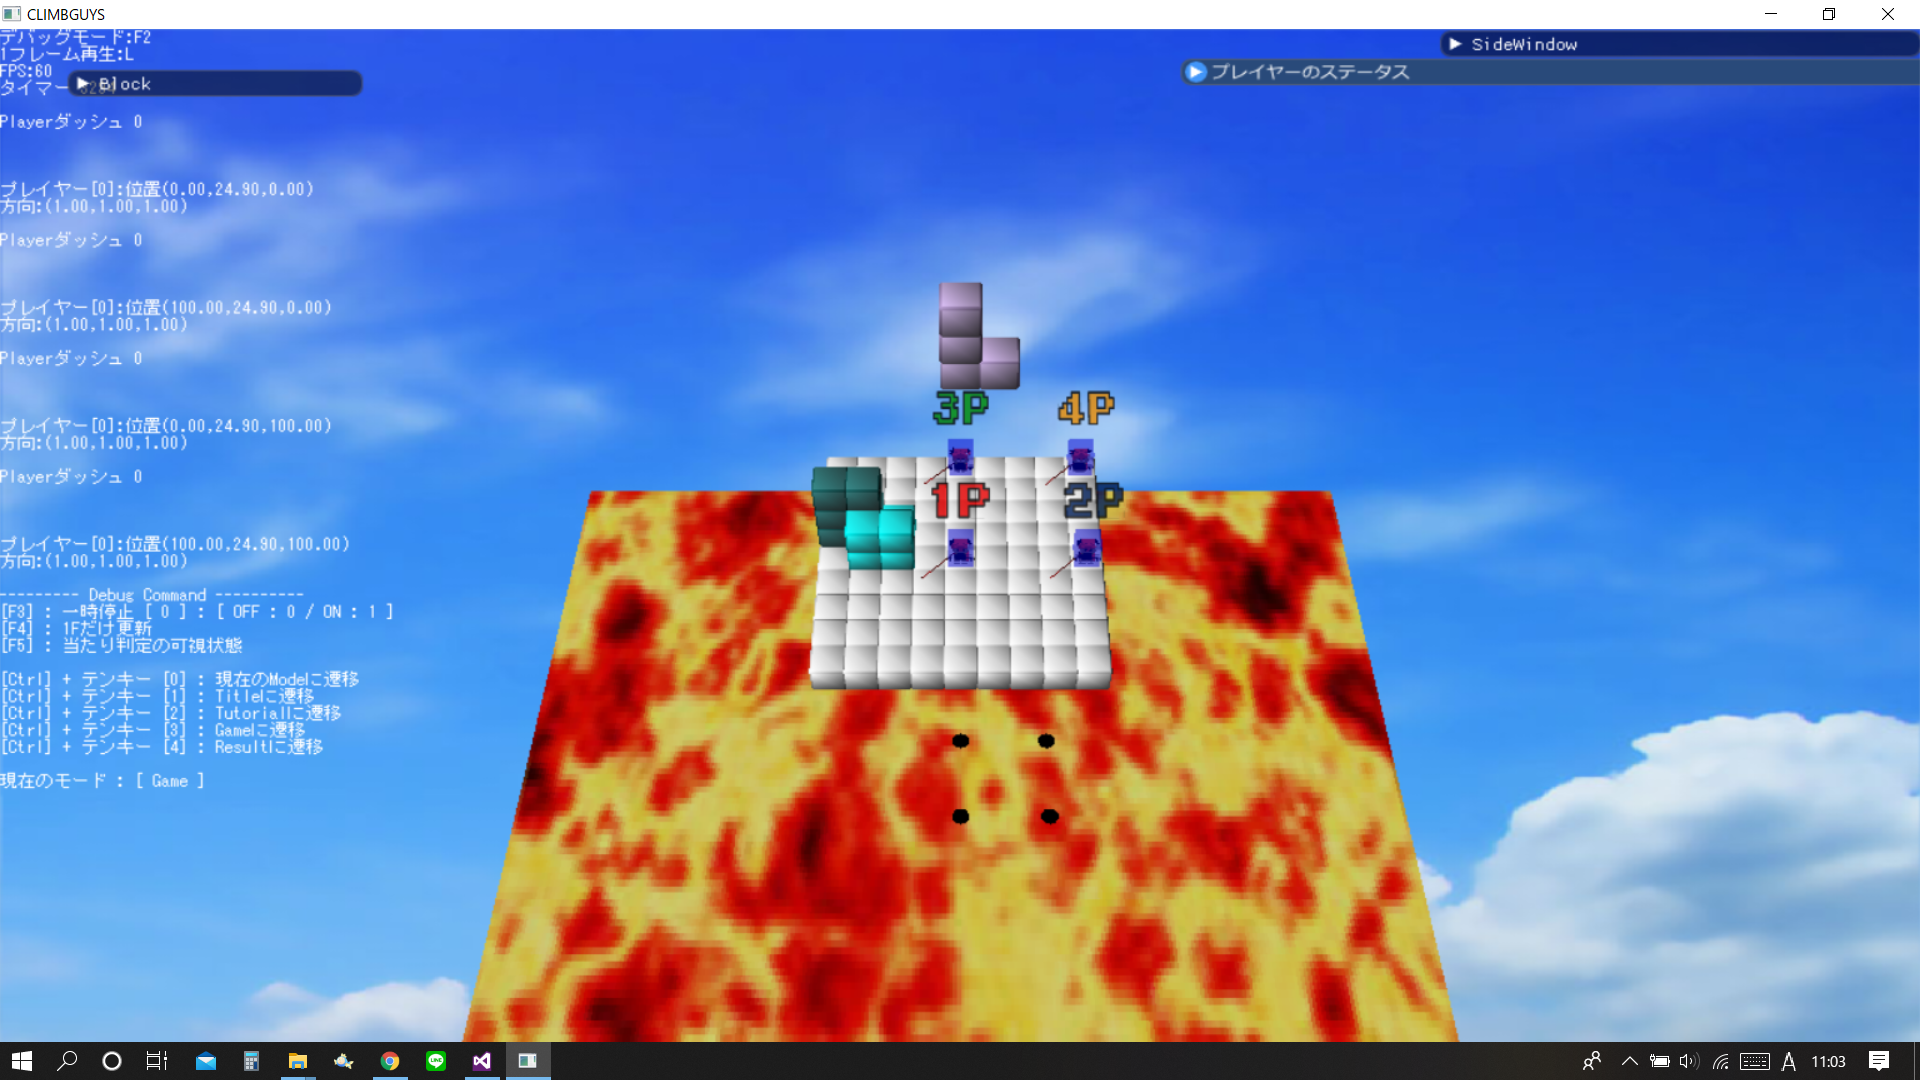 CLIMBGUYS
デバッグモード:F2
1フレーム再生:L
FPS:60
タイマー
Block
SideWindow
プレイヤーのステータス
Playerダッシュ 0
プレイヤー[0]:位置(0.00,24.90,0.00)
方向:(1.00,1.00,1.00)
Playerダッシュ 0
プレイヤー[0]:位置(100.00,24.90,0.00)
方向:(1.00,1.00,1.00)
Playerダッシュ 0
プレイヤー[0]:位置(0.00,24.90,100.00)
方向:(1.00,1.00,1.00)
Playerダッシュ 0
プレイヤー[0]:位置(100.00,24.90,100.00)
方向:(1.00,1.00,1.00)
--------- Debug Command ----------
[F3] : 一時停止 [ 0 ] : [ OFF : 0 / ON : 1 ]
[F4] : 1Fだけ更新
[F5] : 当たり判定の可視状態
[Ctrl] + テンキー [0] : 現在のModelに遷移
[Ctrl] + テンキー [1] : Titleに遷移
[Ctrl] + テンキー [2] : Tutorialに遷移
[Ctrl] + テンキー [3] : Gameに遷移
[Ctrl] + テンキー [4] : Resultに遷移
現在のモード : [ Game ]
3P
4P
1P
2P
LINE
A
11:03